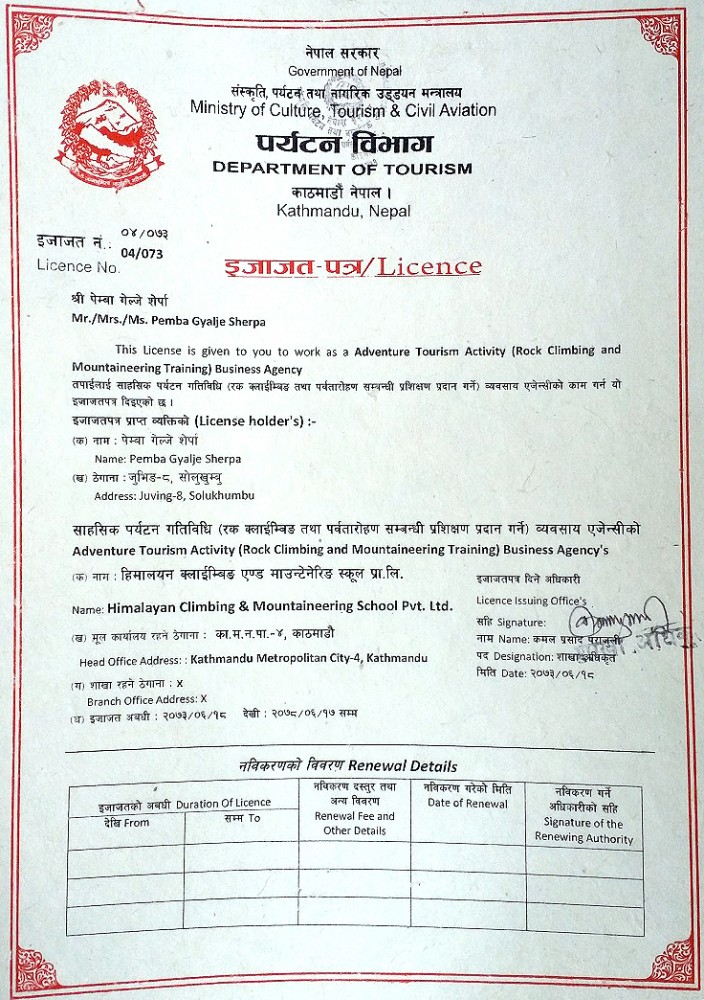 नेपाल सरकार
Government of Nepal
संस्कृति, पर्यटन तथा नागरिक उड्डयन मन्त्रालय
Ministry of Culture, Tourism & Civil Aviation
पर्यटन विभाग
DEPARTMENT OF TOURISM
काठमाडौं नेपाल ।
Kathmandu, Nepal
इजाजत नं.: ०४/०७३
Licence No. 04/073
इजाजत-पत्र/Licence
श्री पेम्बा गेल्जे शेर्पा
Mr./Mrs./Ms. Pemba Gyalje Sherpa
This License is given to you to work as a Adventure Tourism Activity (Rock Climbing and
Mountaineering Training) Business Agency
तपाईलाई साहसिक पर्यटन गतिविधि (रक क्लाईम्बिङ तथा पर्वतारोहण सम्बन्धी प्रशिक्षण प्रदान गर्ने) व्यवसाय एजेन्सीको काम गर्न यो
इजाजतपत्र दिइएको छ ।
इजाजतपत्र प्राप्त व्यक्तिको (License holder's) :-
(क) नाम : पेम्बा गेल्जे शेर्पा
Name: Pemba Gyalje Sherpa
(ख) ठेगाना : जुभिङ-८, सोलुखुम्बु
Address: Juving-8, Solukhumbu
साहसिक पर्यटन गतिविधि (रक क्लाईम्बिङ तथा पर्वतारोहण सम्बन्धी प्रशिक्षण प्रदान गर्ने) व्यवसाय एजेन्सीको
Adventure Tourism Activity (Rock Climbing and Mountaineering Training) Business Agency's
(क) नाम : हिमालयन क्लाईम्बिङ एण्ड माउन्टेनेरिङ स्कूल प्रा.लि.
Name: Himalayan Climbing & Mountaineering School Pvt. Ltd.
(ख) मूल कार्यालय रहने ठेगाना : का.म.न.पा.-४, काठमाडौ
Head Office Address: : Kathmandu Metropolitan City-4, Kathmandu
(ग) शाखा रहने ठेगाना : X
Branch Office Address: X
(घ) इजाजत अवधी : २०७३/०६/१८ देखी : २०७८/०६/१७ सम्म
इजाजतपत्र दिने अधिकारी
Licence Issuing Office's
सहि Signature:
नाम Name: कमल प्रसाद
पद Designation: शाखा अधिकृत
मिति Date: २०७३/०६/१८
नविकरणको विवरण Renewal Details
इजाजतको अवधी Duration Of Licence
देखि From
सम्म To
नविकरण दस्तुर तथा
अन्य विवरण
Renewal Fee and
Other Details
नविकरण गरेको मिति
Date of Renewal
नविकरण गर्ने
अधिकारीको सहि
Signature of the
Renewing Authority